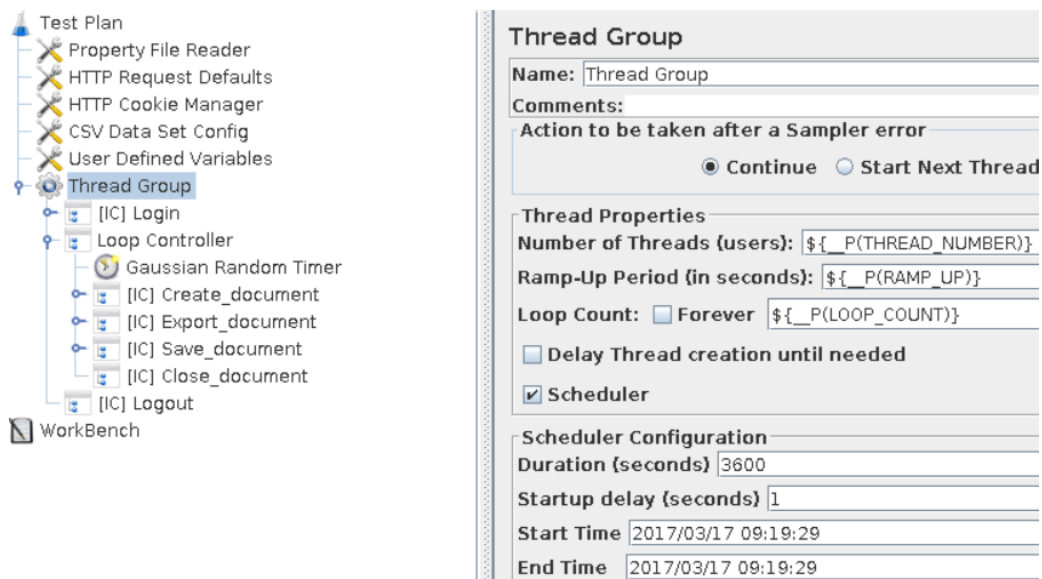 Test Plan
Property File Reader
HTTP Request Defaults
HTTP Cookie Manager
CSV Data Set Config
User Defined Variables
Thread Group
[IC] Login
Loop Controller
Gaussian Random Timer
[IC] Create_document
[IC] Export_document
[IC] Save_document
[IC] Close_document
[IC] Logout
WorkBench
Thread Group
Name: Thread Group
Comments:
Action to be taken after a Sampler error
Continue Start Next Thread
Thread Properties
Number of Threads (users): ${__P(THREAD_NUMBER)}
Ramp-Up Period (in seconds): ${__P(RAMP_UP)}
Loop Count: Forever ${__P(LOOP_COUNT)}
Delay Thread creation until needed
Scheduler
Scheduler Configuration
Duration (seconds) 3600
Startup delay (seconds) 1
Start Time 2017/03/17 09:19:29
End Time 2017/03/17 09:19:29